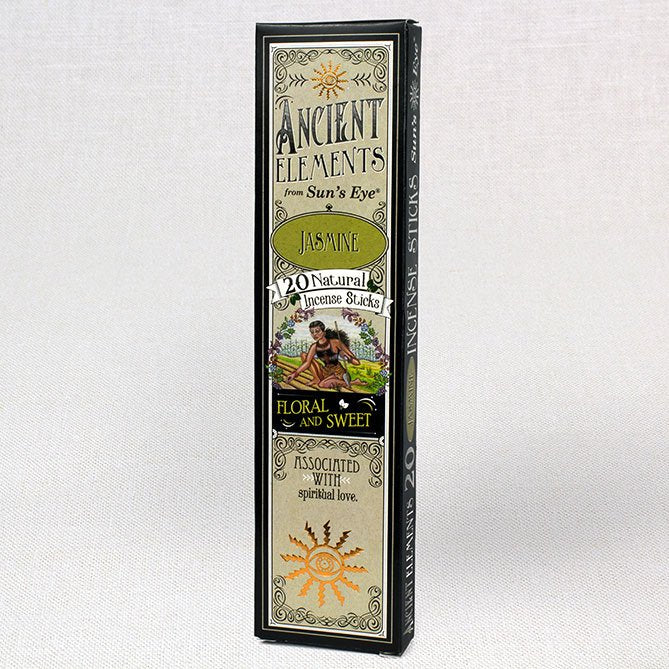 ANCIENT
ELEMENTS
from Sun's Eye®
JASMINE
20 Natural
Incense Sticks
FLORAL
AND SWEET
ASSOCIATED
WITH
spiritual love.
ANCIENT ELEMENTS 20 JASMINE INCENSE STICKS Sun's Eye®